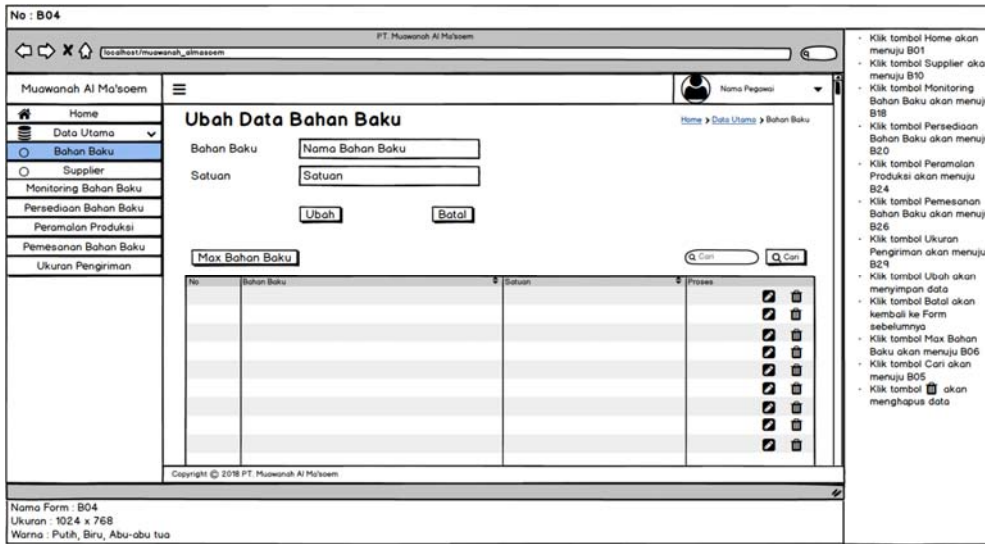 No : B04
PT. Muawanah Al Ma'soem
localhost/muawanah_almasoem
Muawanah Al Ma'soem
Nama Pegawai
Home
Data Utama
Bahan Baku
Supplier
Monitoring Bahan Baku
Persediaan Bahan Baku
Peramalan Produksi
Pemesanan Bahan Baku
Ukuran Pengiriman
Ubah Data Bahan Baku
Home > Data Utama > Bahan Baku
Bahan Baku
Nama Bahan Baku
Satuan
Satuan
Ubah
Batal
Max Bahan Baku
Cari
Cari
No
Bahan Baku
Satuan
Proses
Copyright © 2018 PT. Muawanah Al Ma'soem
· Klik tombol Home akan
menuju B01
· Klik tombol Supplier aka
menuju B10
· Klik tombol Monitoring
Bahan Baku akan menuju
B18
· Klik tombol Persediaan
Bahan Baku akan menuju
B20
· Klik tombol Peramalan
Produksi akan menuju
B24
· Klik tombol Pemesanan
Bahan Baku akan menuju
B26
· Klik tombol Ukuran
Pengiriman akan menuju
B29
· Klik tombol Ubah akan
menyimpan data
· Klik tombol Batal akan
kembali ke Form
sebelumnya
· Klik tombol Max Bahan
Baku akan menuju B06
· Klik tombol Cari akan
menuju B05
· Klik tombol akan
menghapus data
Nama Form : B04
Ukuran : 1024 x 768
Warna : Putih, Biru, Abu-abu tua